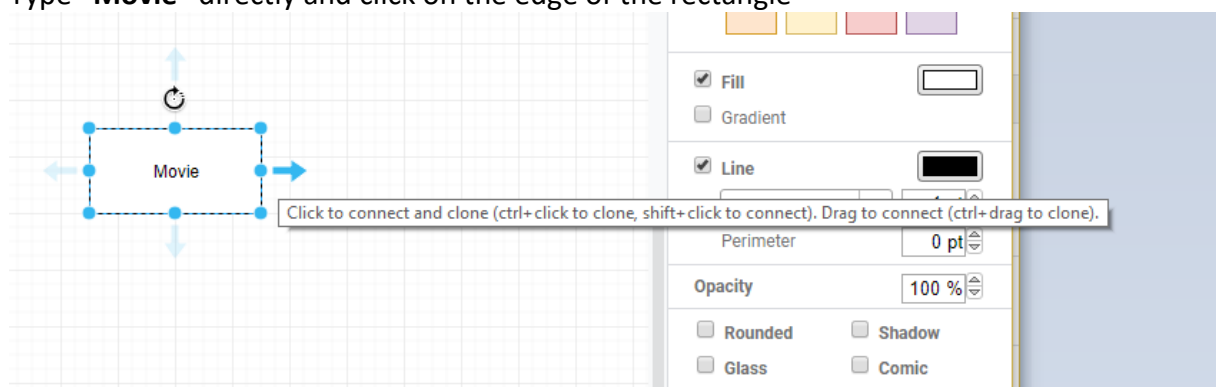 Type "Movie" directly and click on the edge of the rectangle
Fill
Gradient
Movie
Line
Click to connect and clone (ctrl+click to clone, shift+click to connect). Drag to connect (ctrl+drag to clone).
Perimeter
0 pt
Opacity
100 %
Rounded
Shadow
Glass
Comic